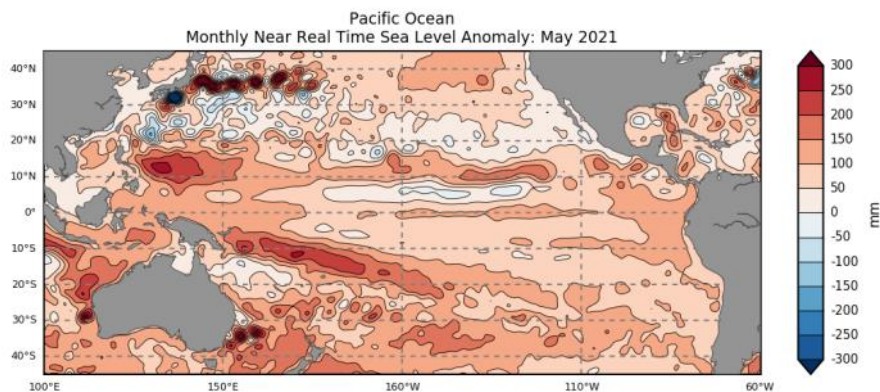 Pacific Ocean
Monthly Near Real Time Sea Level Anomaly: May 2021
40°N
30°N
20°N
10°N
0°
10°S
20°S
30°S
40°S
100°E 150°E 160°W 110°W 60°W
300
250
200
150
100
50
0
-50
-100
-150
-200
-250
-300
mm